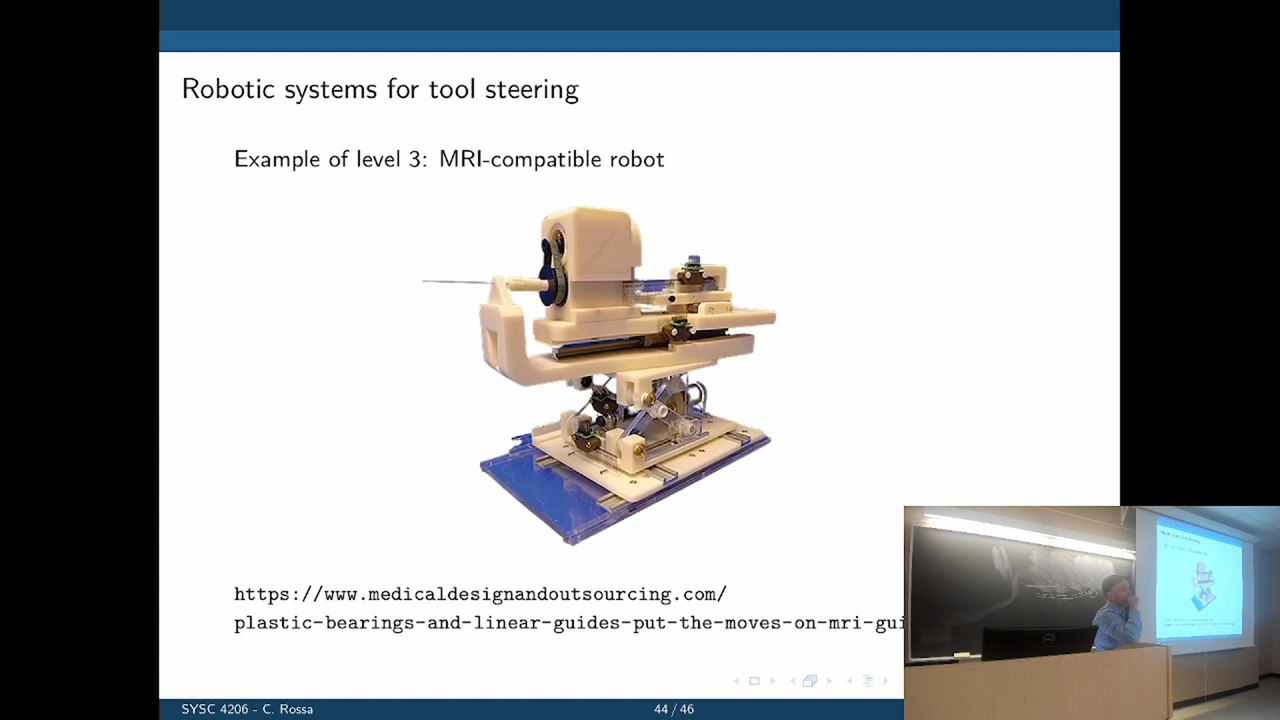 Robotic systems for tool steering
Example of level 3: MRI-compatible robot
https://www.medicaldesignandoutsourcing.com/
plastic-bearings-and-linear-guides-put-the-moves-on-mri-gui
SYSC 4206 - C. Rossa
44 / 46